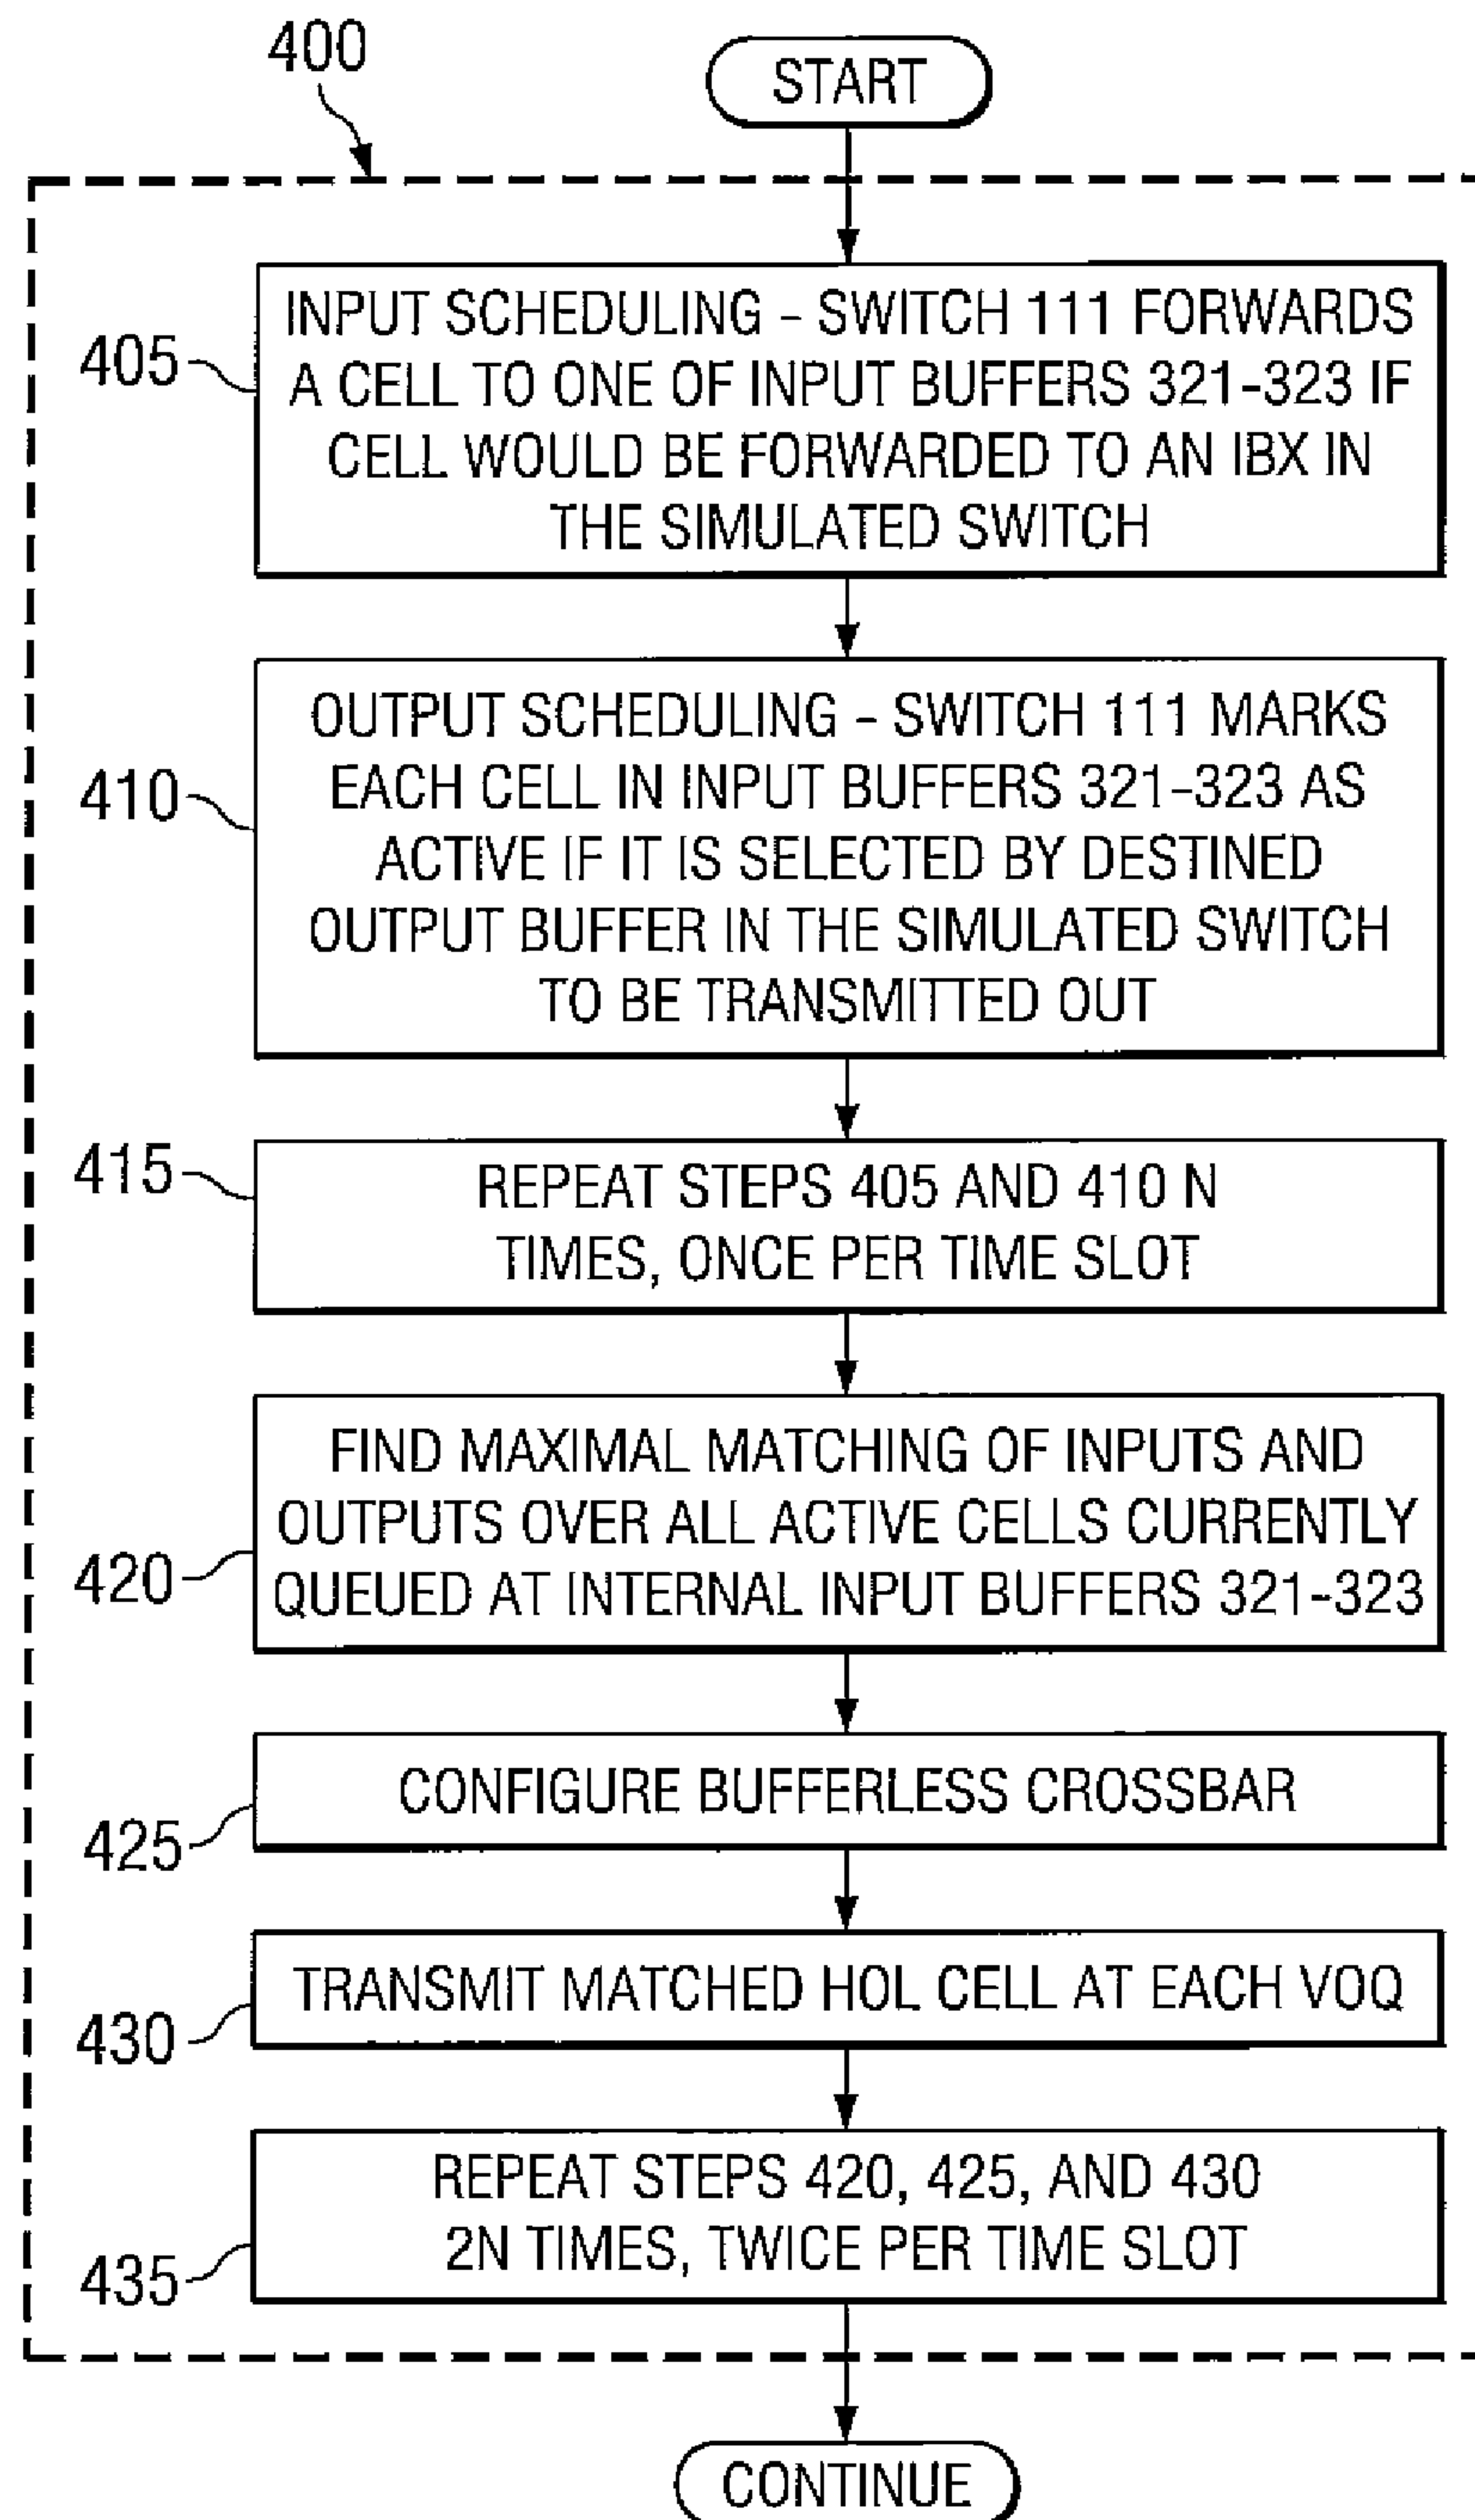 400
START
405
INPUT SCHEDULING - SWITCH 111 FORWARDS
A CELL TO ONE OF INPUT BUFFERS 321-323 IF
CELL WOULD BE FORWARDED TO AN IBX IN
THE SIMULATED SWITCH
410
OUTPUT SCHEDULING - SWITCH 111 MARKS
EACH CELL IN INPUT BUFFERS 321-323 AS
ACTIVE IF IT IS SELECTED BY DESTINED
OUTPUT BUFFER IN THE SIMULATED SWITCH
TO BE TRANSMITTED OUT
415
REPEAT STEPS 405 AND 410 N
TIMES, ONCE PER TIME SLOT
420
FIND MAXIMAL MATCHING OF INPUTS AND
OUTPUTS OVER ALL ACTIVE CELLS CURRENTLY
QUEUED AT INTERNAL INPUT BUFFERS 321-323
425
CONFIGURE BUFFERLESS CROSSBAR
430
TRANSMIT MATCHED HOL CELL AT EACH VOQ
435
REPEAT STEPS 420, 425, AND 430
2N TIMES, TWICE PER TIME SLOT
CONTINUE